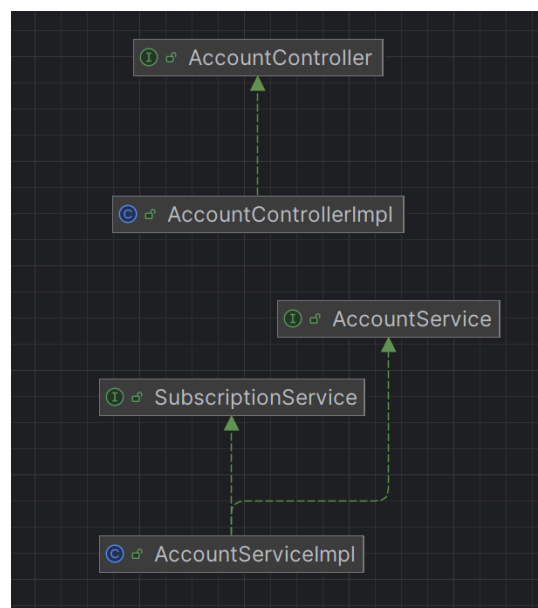 I AccountController
C AccountControllerImpl
I AccountService
I SubscriptionService
C AccountServiceImpl